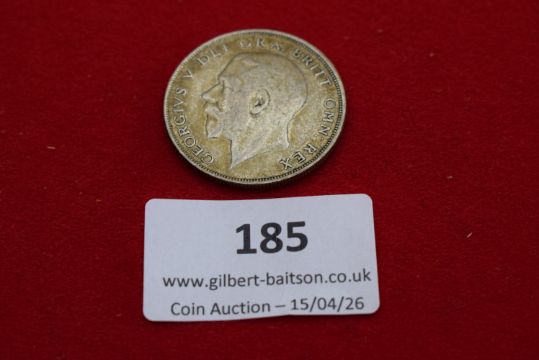 GEORGIVS V DEI GRA: BRITT: OMN: REX
185
www.gilbert-baitson.co.uk
Coin Auction – 15/04/26